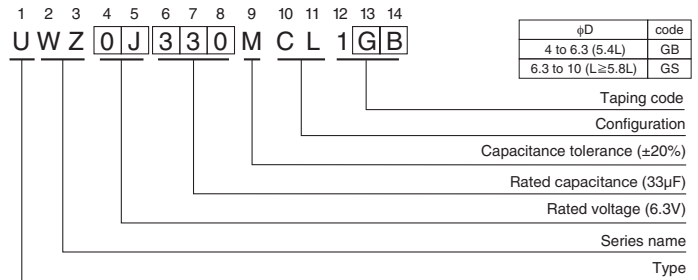 1 2 3 4 5 6 7 8 9 10 11 12 13 14
U W Z 0 J 3 3 0 M C L 1 G B
φD code
4 to 6.3 (5.4L) GB
6.3 to 10 (L≧5.8L) GS
Taping code
Configuration
Capacitance tolerance (±20%)
Rated capacitance (33µF)
Rated voltage (6.3V)
Series name
Type